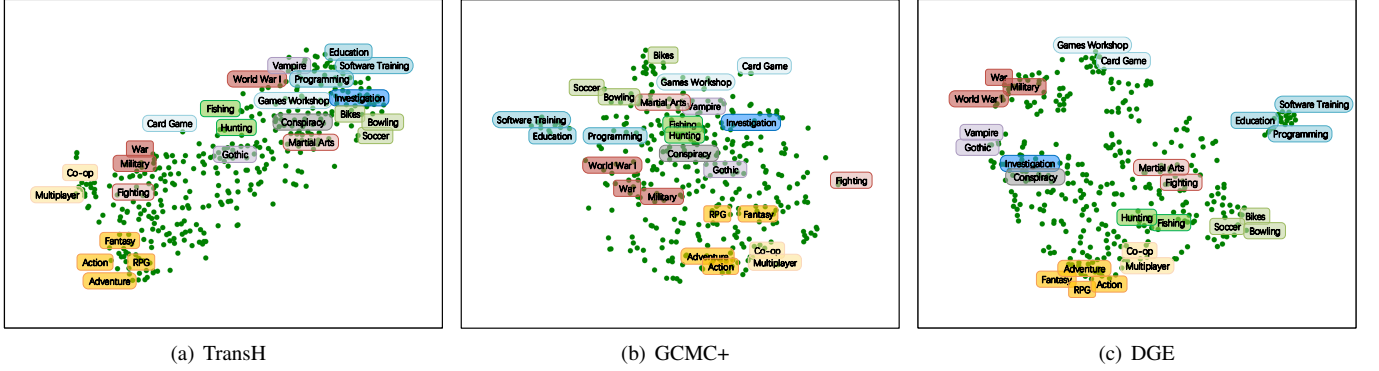 Education
Vampire
Software Training
World War I
Programming
Games Workshop
Investigation
Fishing
Bikes
Card Game
Hunting
Conspiracy
Bowling
Soccer
Martial Arts
War
Gothic
Military
Co-op
Multiplayer
Fighting
Fantasy
Action
RPG
Adventure
(a) TransH
Bikes
Card Game
Games Workshop
Soccer
Bowling
Martial Arts
Vampire
Software Training
Fishing
Investigation
Education
Programming
Hunting
Conspiracy
World War I
Gothic
Fighting
War
Military
RPG
Fantasy
Co-op
Adventure
Multiplayer
Action
(b) GCMC+
Games Workshop
Card Game
War
Military
World War I
Software Training
Education
Vampire
Programming
Gothic
Investigation
Martial Arts
Conspiracy
Fighting
Hunting
Bikes
Fishing
Soccer
Bowling
Co-op
Adventure
Multiplayer
Fantasy
Action
RPG
(c) DGE